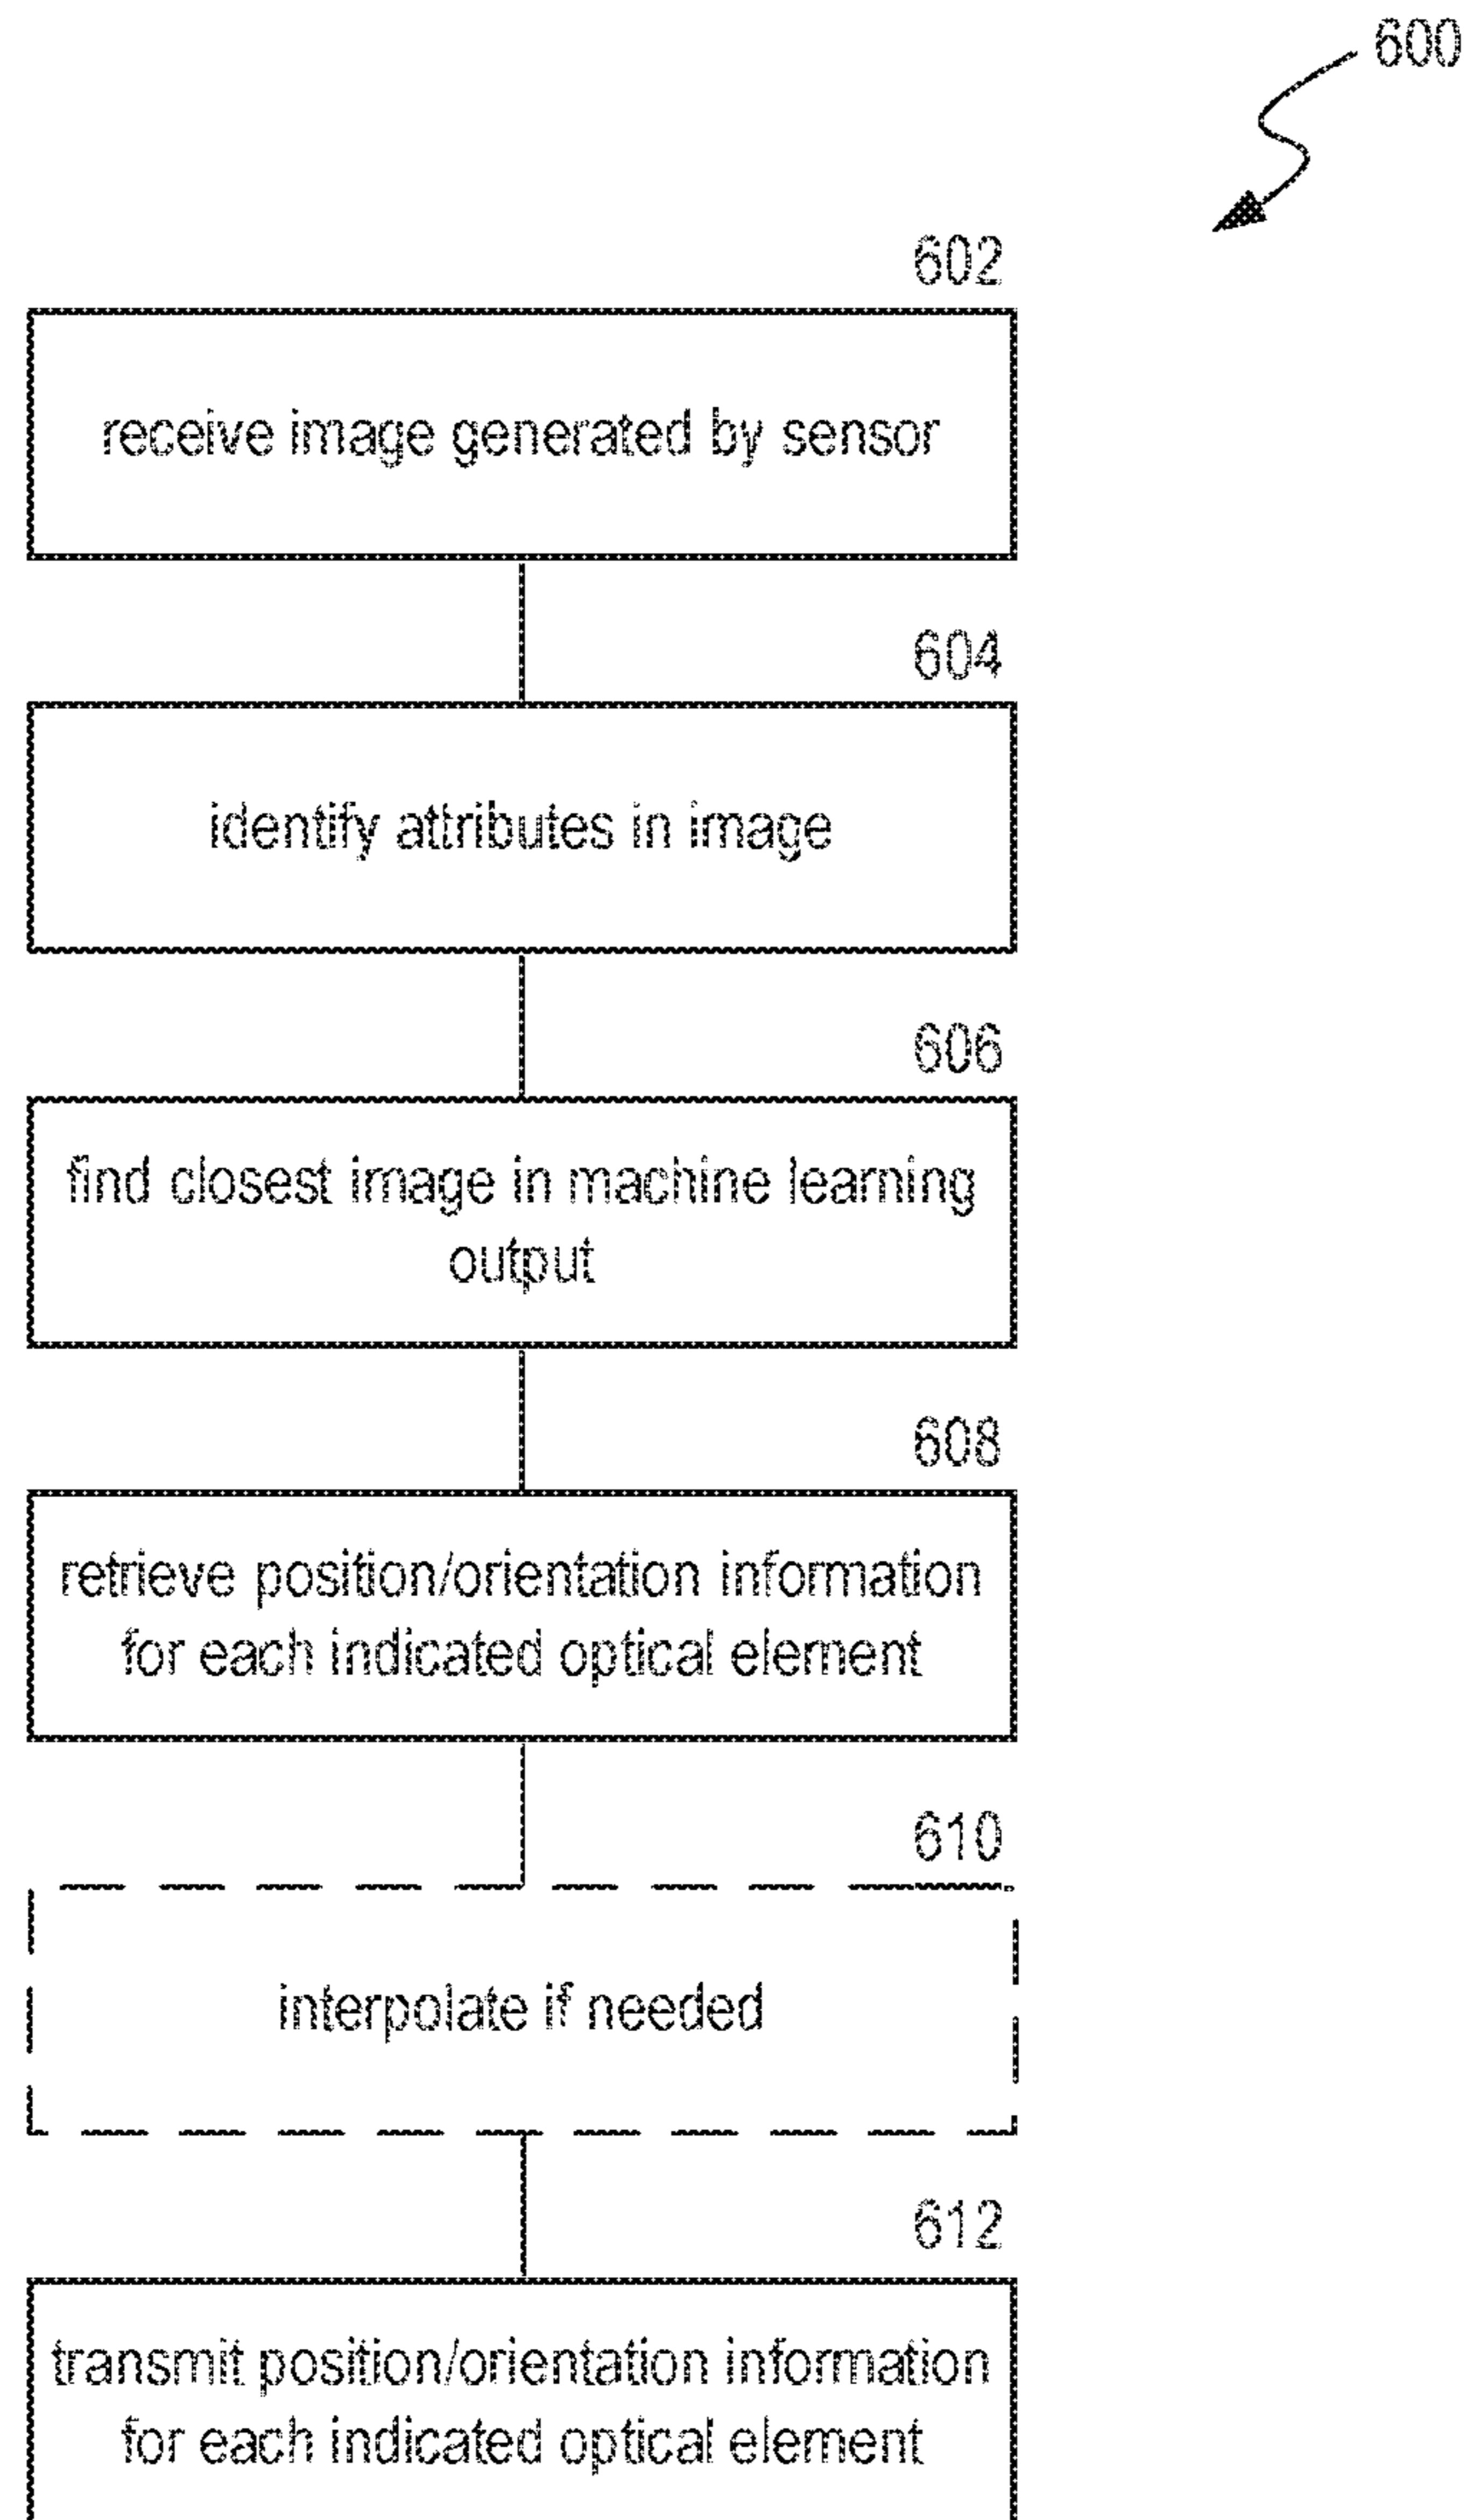 600
602
receive image generated by sensor
604
identify attributes in image
606
find closest image in machine learning
output
608
retrieve position/orientation information
for each indicated optical element
610
interpolate if needed
612
transmit position/orientation information
for each indicated optical element